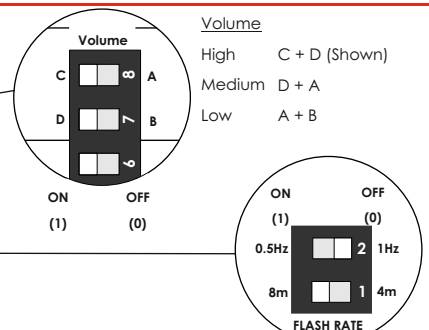 Volume
High C + D (Shown)
Medium D + A
Low A + B
Volume
C 8 A
D 7 B
6
ON OFF
(1) (0)
ON OFF
(1) (0)
0.5Hz 2 1Hz
8m 1 4m
FLASH RATE